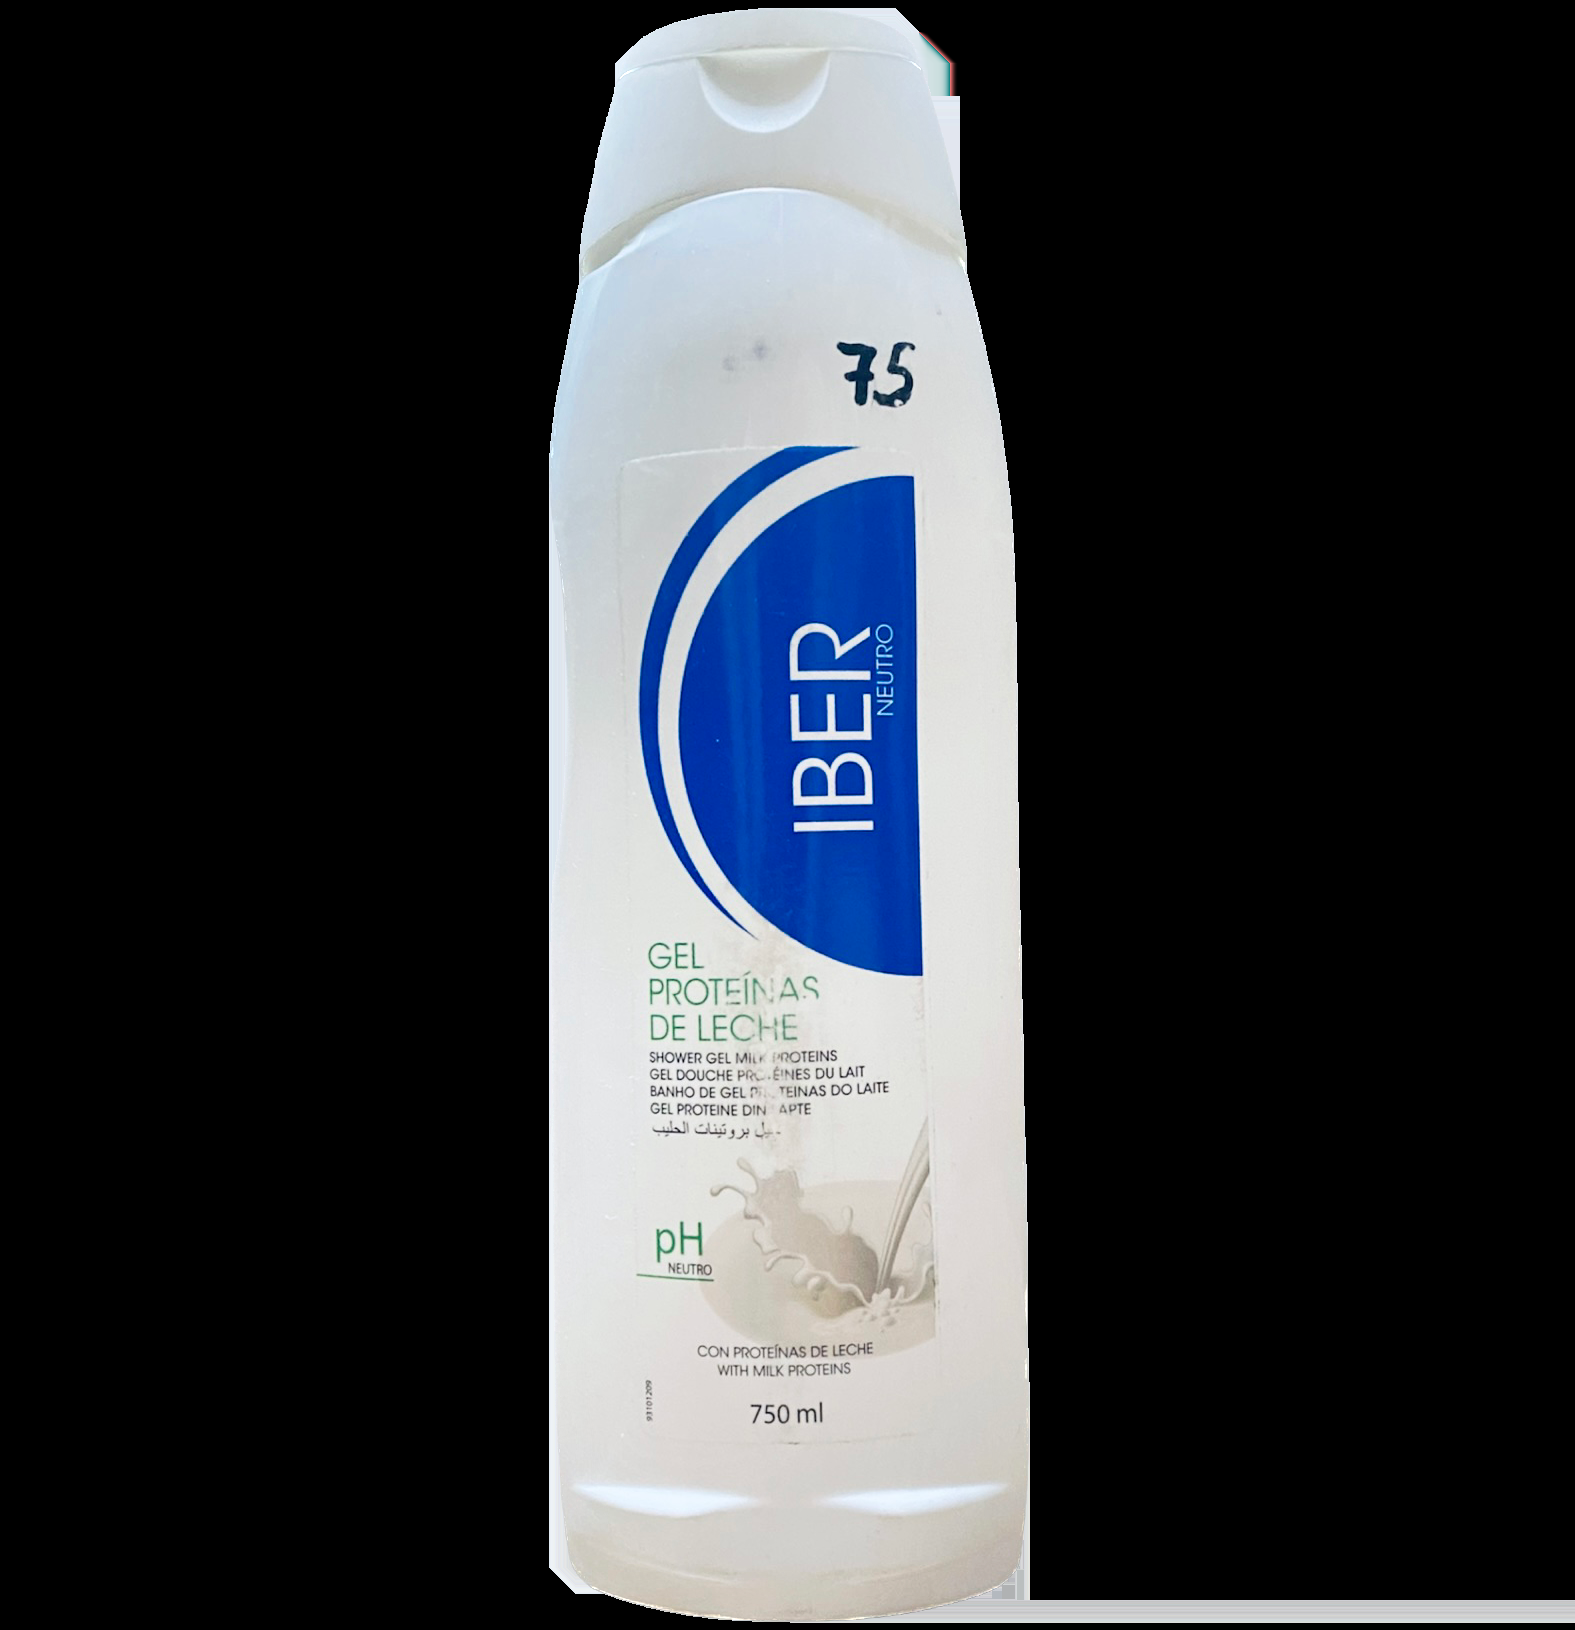 75
IBER
NEUTRO
GEL
PROTEÍNAS
DE LECHE
SHOWER GEL MILK PROTEINS
GEL DOUCHE PROTÉINES DU LAIT
BANHO DE GEL PROTEINAS DO LAITE
GEL PROTEINE DIN LAPTE
بروتينات الحليب
pH
NEUTRO
CON PROTEÍNAS DE LECHE
WITH MILK PROTEINS
93101209
750 ml